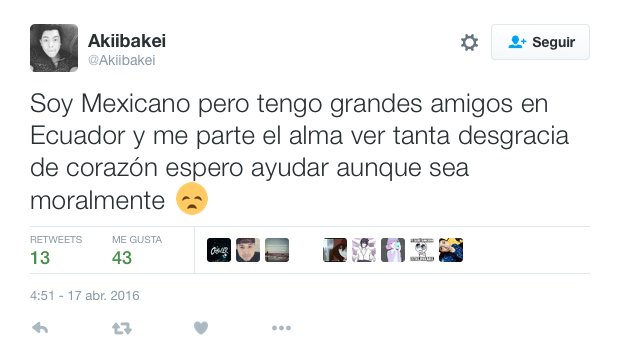 Akiibakei
@Akiibakei
Seguir
Soy Mexicano pero tengo grandes amigos en
Ecuador y me parte el alma ver tanta desgracia
de corazón espero ayudar aunque sea
moralmente 😞
RETWEETS
ME GUSTA
13
43
4:51 - 17 abr. 2016